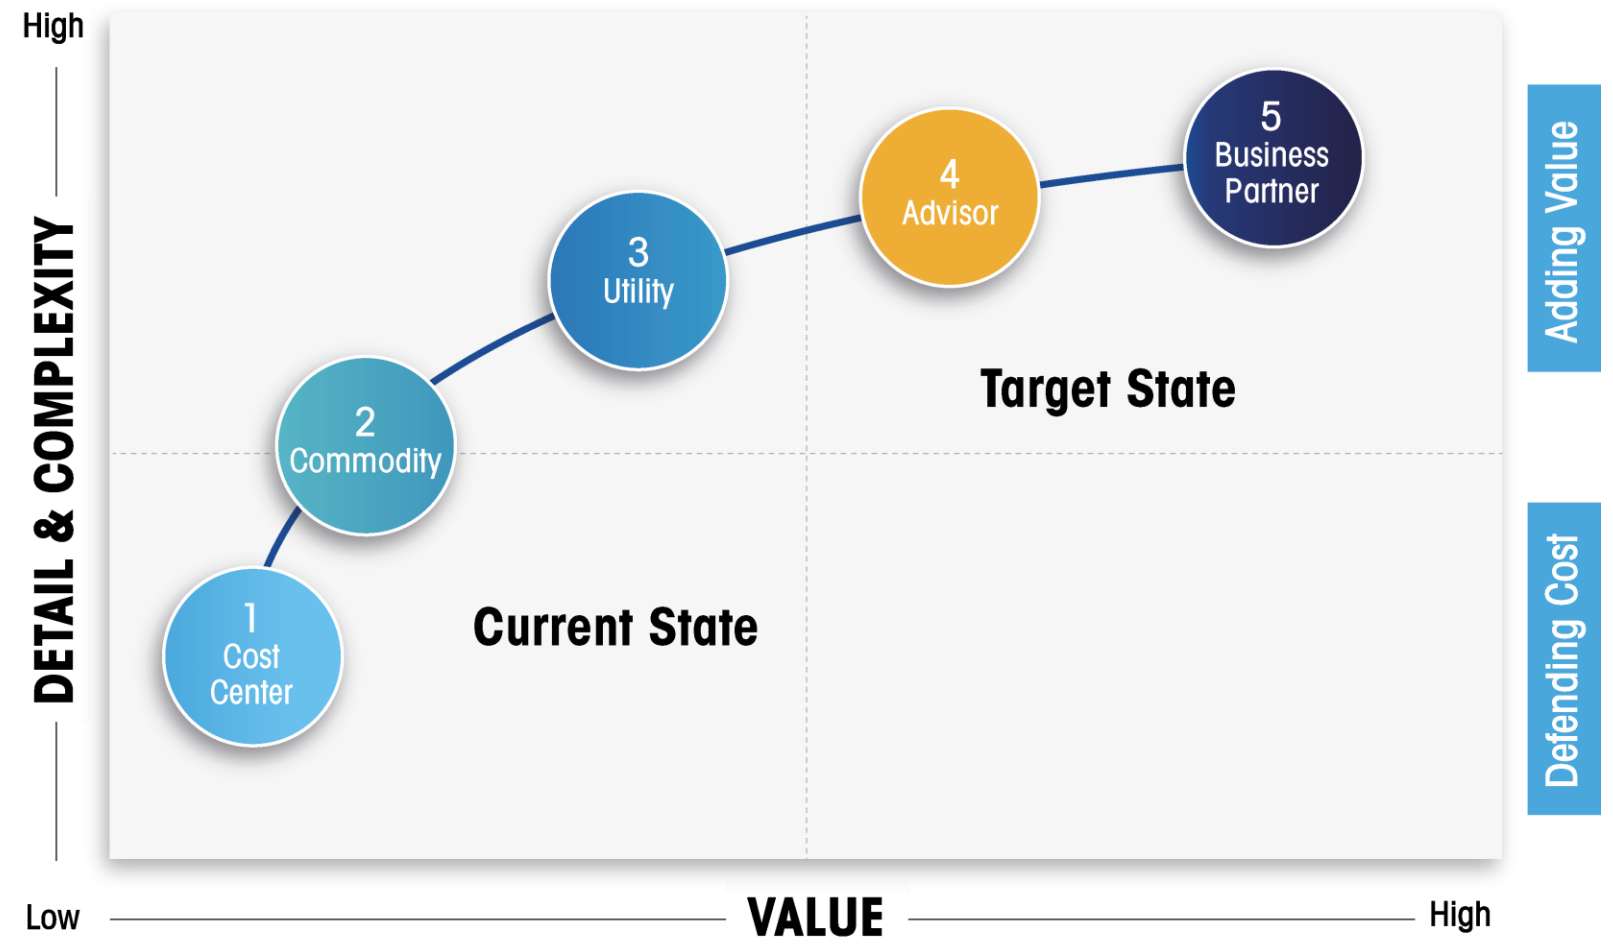 High
DETAIL & COMPLEXITY
5
Business
Partner
4
Advisor
3
Utility
2
Commodity
1
Cost
Center
Target State
Current State
Adding Value
Defending Cost
Low
VALUE
High